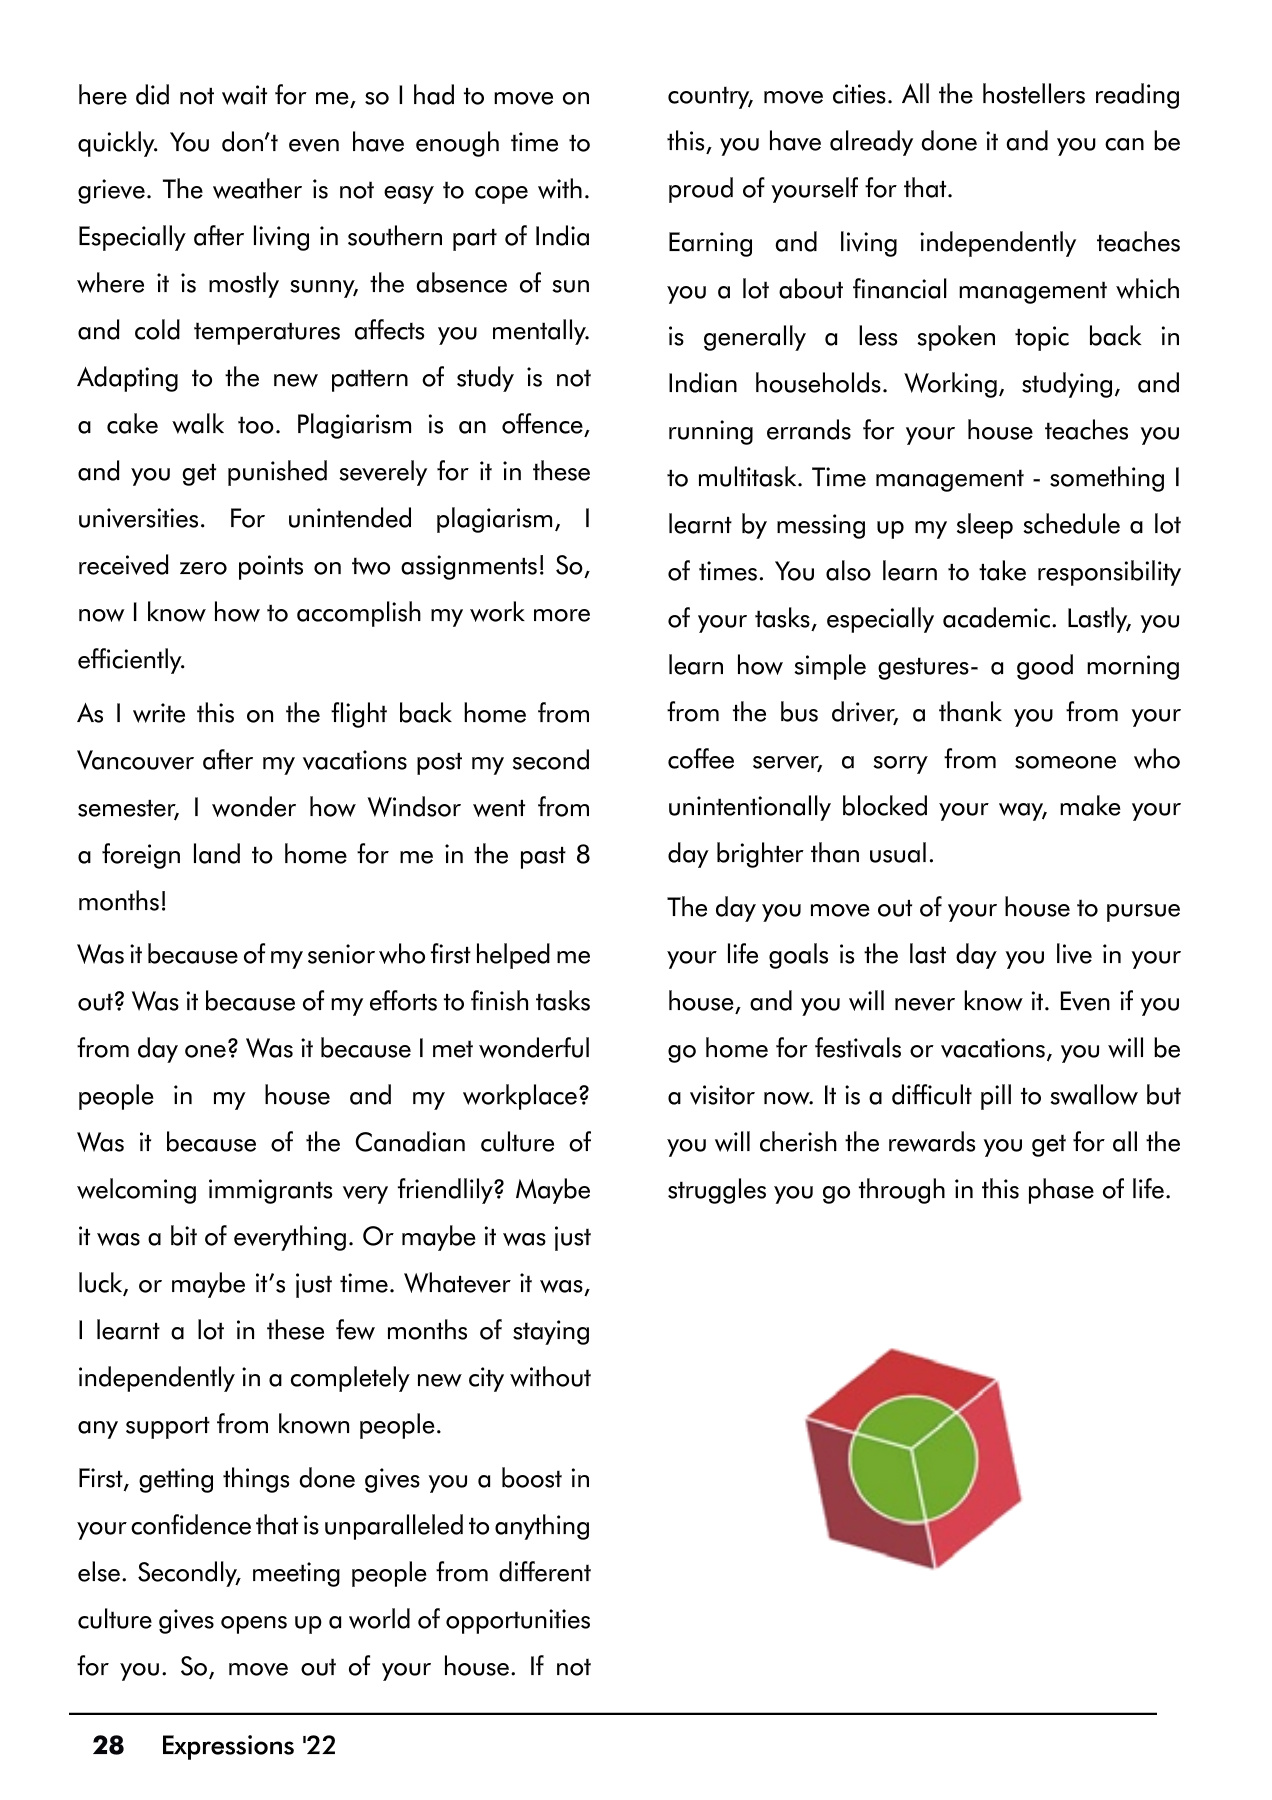 here did not wait for me, so I had to move on
quickly. You don’t even have enough time to
grieve. The weather is not easy to cope with.
Especially after living in southern part of India
where it is mostly sunny, the absence of sun
and cold temperatures affects you mentally.
Adapting to the new pattern of study is not
a cake walk too. Plagiarism is an offence,
and you get punished severely for it in these
universities. For unintended plagiarism, I
received zero points on two assignments! So,
now I know how to accomplish my work more
efficiently.
As I write this on the flight back home from
Vancouver after my vacations post my second
semester, I wonder how Windsor went from
a foreign land to home for me in the past 8
months!
Was it because of my senior who first helped me
out? Was it because of my efforts to finish tasks
from day one? Was it because I met wonderful
people in my house and my workplace?
Was it because of the Canadian culture of
welcoming immigrants very friendlily? Maybe
it was a bit of everything. Or maybe it was just
luck, or maybe it’s just time. Whatever it was,
I learnt a lot in these few months of staying
independently in a completely new city without
any support from known people.
First, getting things done gives you a boost in
your confidence that is unparalleled to anything
else. Secondly, meeting people from different
culture gives opens up a world of opportunities
for you. So, move out of your house. If not
country, move cities. All the hostellers reading
this, you have already done it and you can be
proud of yourself for that.
Earning and living independently teaches
you a lot about financial management which
is generally a less spoken topic back in
Indian households. Working, studying, and
running errands for your house teaches you
to multitask. Time management - something I
learnt by messing up my sleep schedule a lot
of times. You also learn to take responsibility
of your tasks, especially academic. Lastly, you
learn how simple gestures- a good morning
from the bus driver, a thank you from your
coffee server, a sorry from someone who
unintentionally blocked your way, make your
day brighter than usual.
The day you move out of your house to pursue
your life goals is the last day you live in your
house, and you will never know it. Even if you
go home for festivals or vacations, you will be
a visitor now. It is a difficult pill to swallow but
you will cherish the rewards you get for all the
struggles you go through in this phase of life.
28 Expressions '22